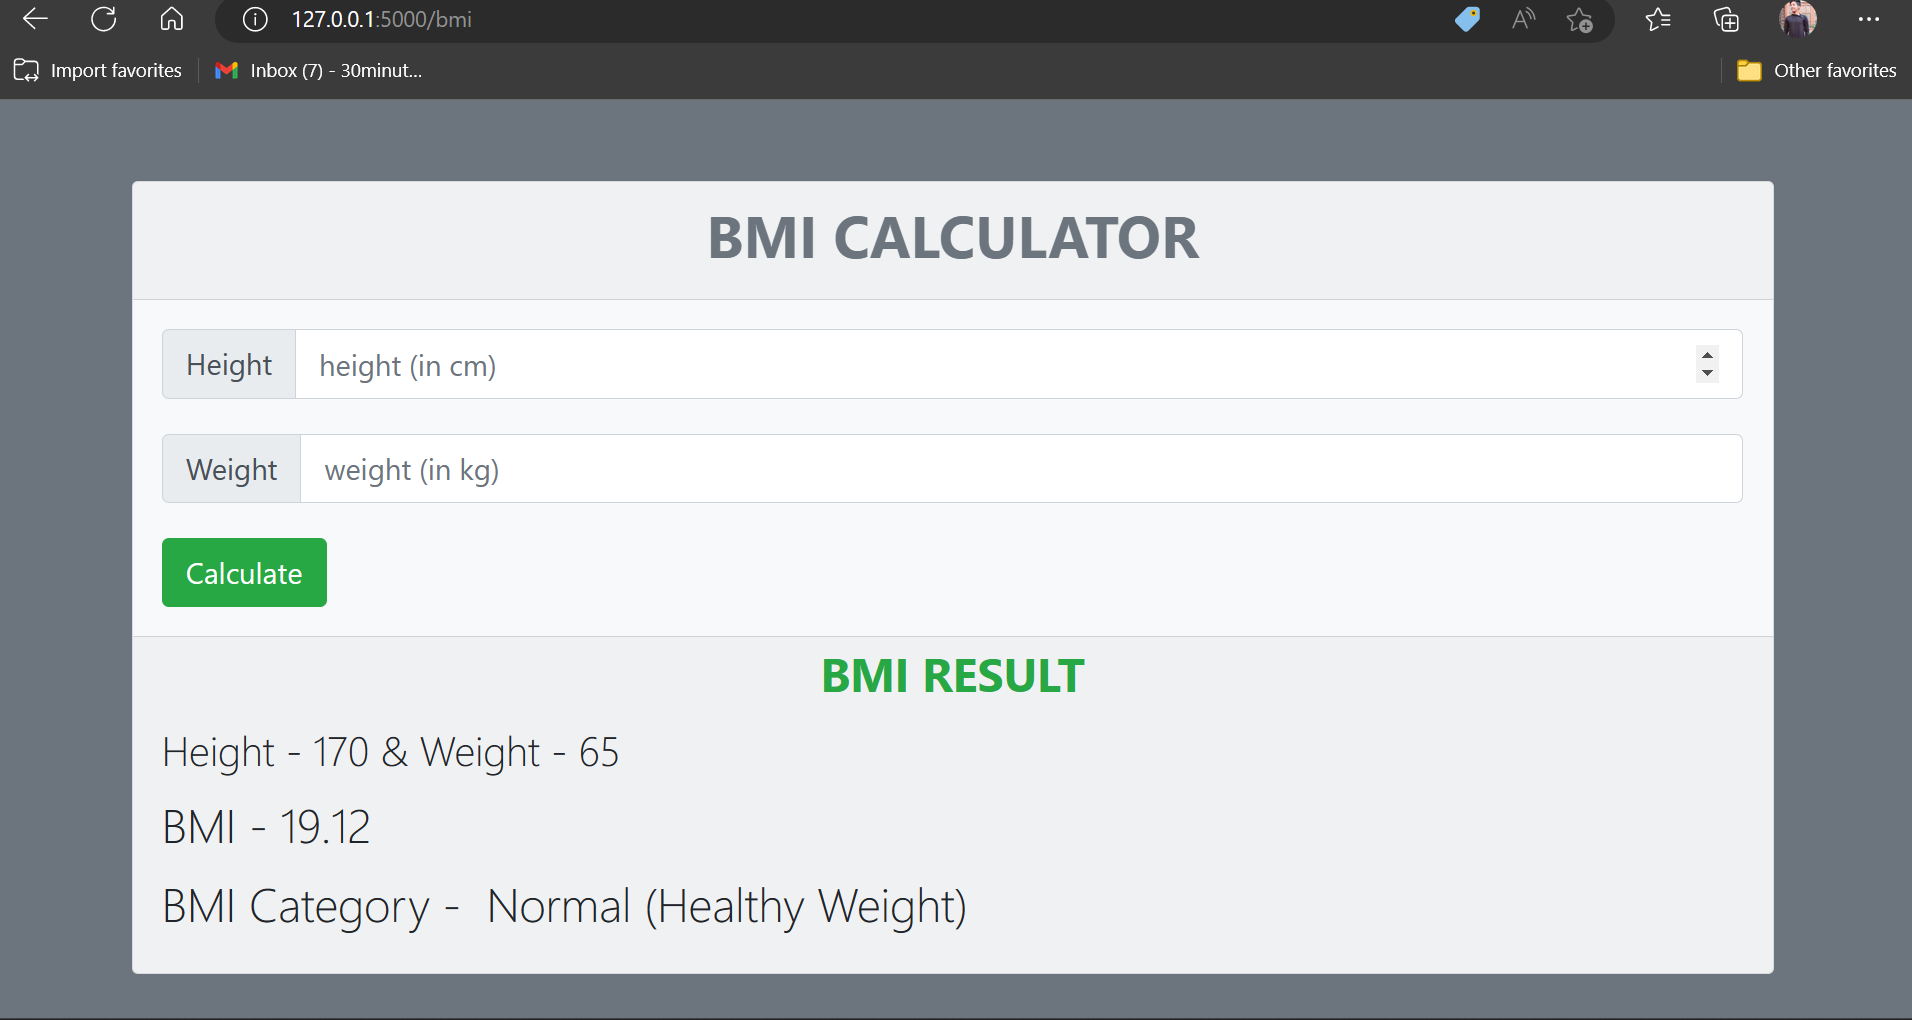 127.0.0.1:5000/bmi
Import favorites
Inbox (7) - 30minut...
Other favorites
BMI CALCULATOR
Height height (in cm)
Weight weight (in kg)
Calculate
BMI RESULT
Height - 170 & Weight - 65
BMI - 19.12
BMI Category - Normal (Healthy Weight)